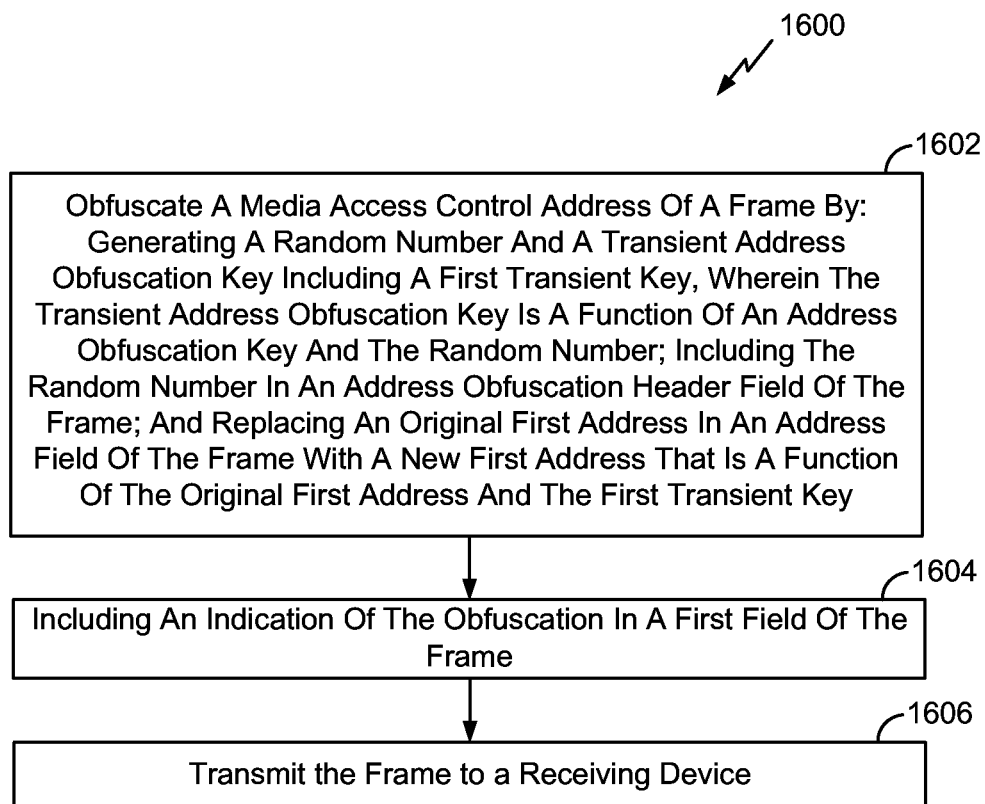 1600
1602
Obfuscate A Media Access Control Address Of A Frame By:
Generating A Random Number And A Transient Address
Obfuscation Key Including A First Transient Key, Wherein The
Transient Address Obfuscation Key Is A Function Of An Address
Obfuscation Key And The Random Number; Including The
Random Number In An Address Obfuscation Header Field Of The
Frame; And Replacing An Original First Address In An Address
Field Of The Frame With A New First Address That Is A Function
Of The Original First Address And The First Transient Key
1604
Including An Indication Of The Obfuscation In A First Field Of The
Frame
1606
Transmit the Frame to a Receiving Device